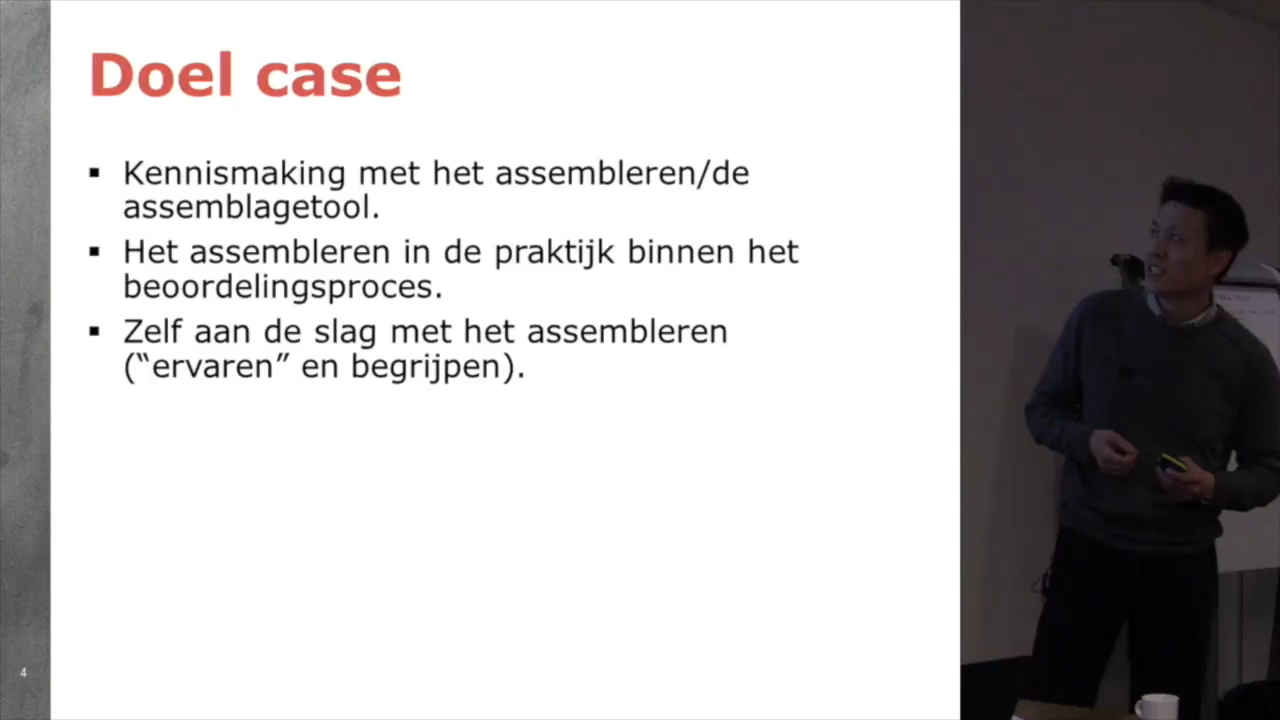 Doel case
▪ Kennismaking met het assembleren/de
assemblagetool.
▪ Het assembleren in de praktijk binnen het
beoordelingsproces.
▪ Zelf aan de slag met het assembleren
(“ervaren” en begrijpen).
4